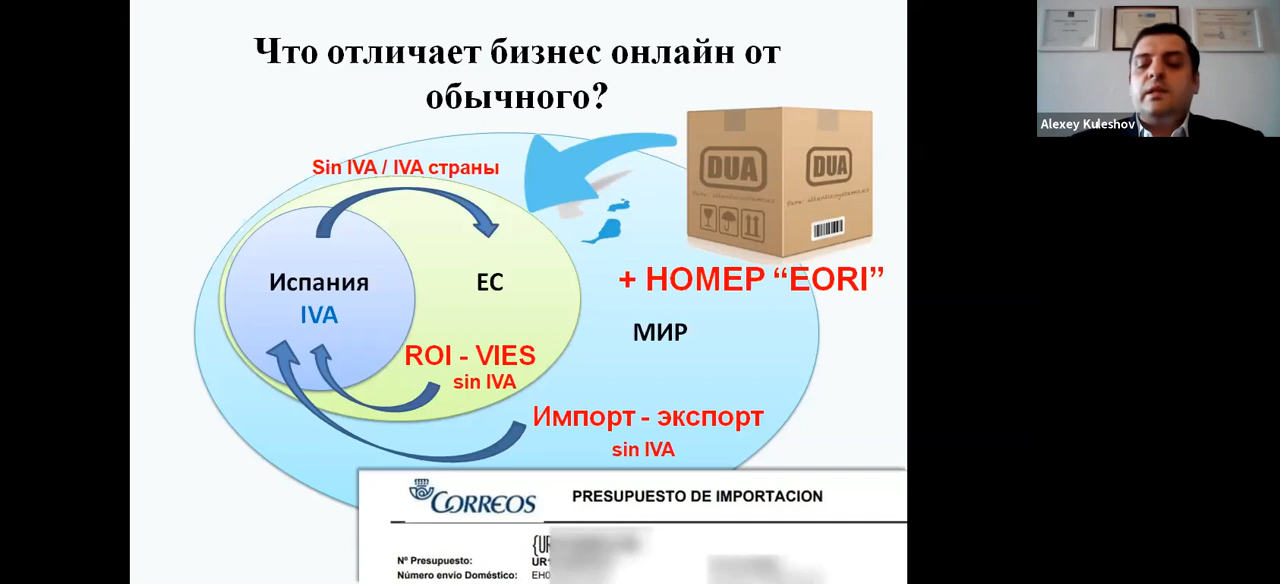 Что отличает бизнес онлайн от
обычного?
Alexey Kuleshov
Sin IVA / IVA страны
DUA
DUA
Испания
IVA
ЕС
+ НОМЕР “EORI”
МИР
ROI - VIES
sin IVA
Импорт - экспорт
sin IVA
CORREOS
PRESUPUESTO DE IMPORTACION
Nº Presupuesto:
Número envío Doméstico: